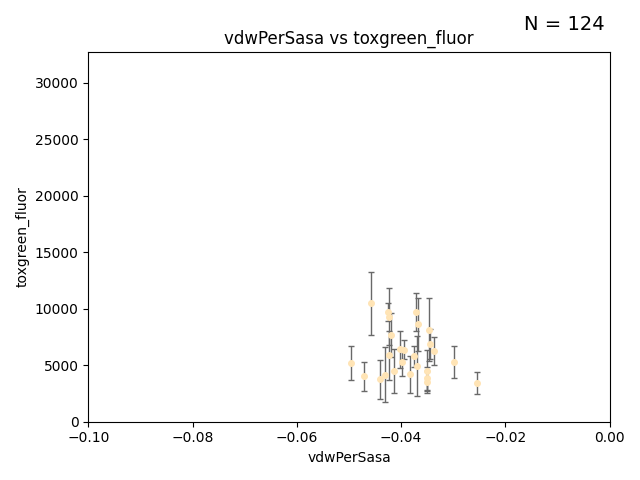 N = 124
vdwPerSasa vs toxgreen_fluor
30000
25000
20000
15000
10000
5000
0
toxgreen_fluor
−0.10 −0.08 −0.06 −0.04 −0.02 0.00
vdwPerSasa